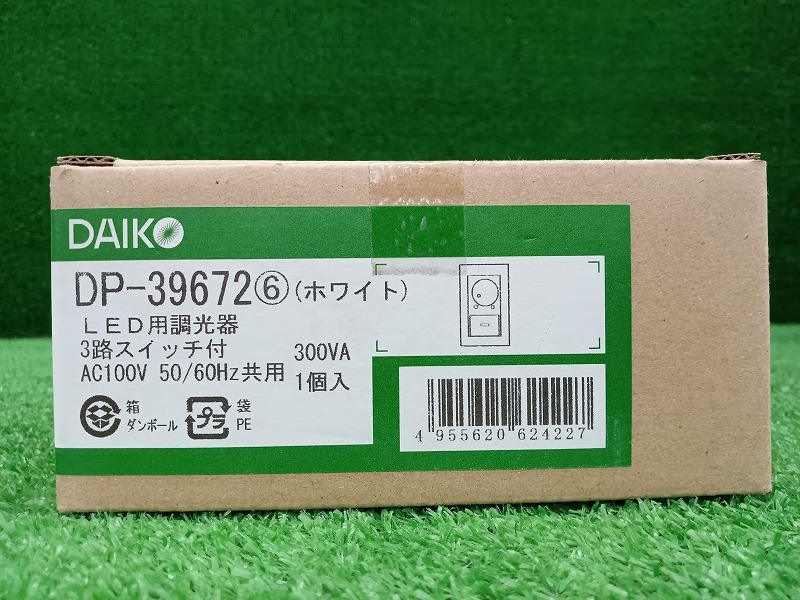 DAIKO
DP-39672⑥(ホワイト)
LED用調光器
3路スイッチ付 300VA
AC100V 50/60Hz共用 1個入
箱 ダンボール
プラ
袋 PE
4 955620 624227